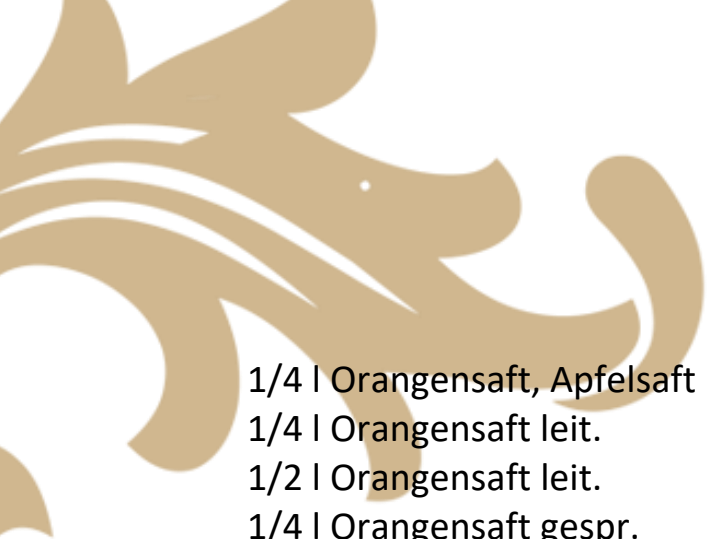 1/4 l Orangensaft, Apfelsaft
1/4 l Orangensaft leit.
1/2 l Orangensaft leit.
1/4 l Orangensaft gespr.